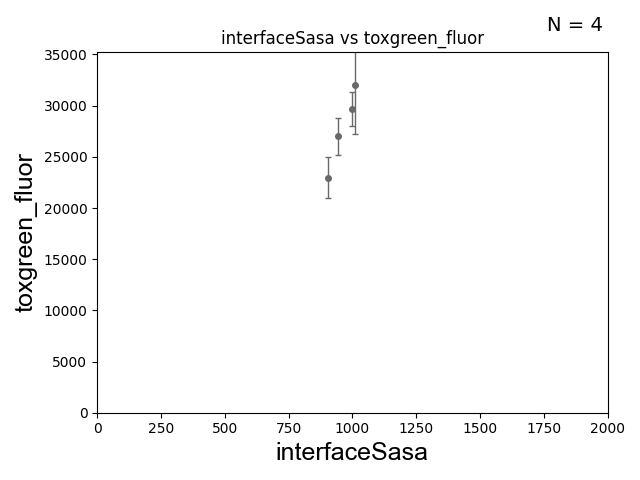 N = 4
interfaceSasa vs toxgreen_fluor
35000
30000
25000
20000
15000
10000
5000
0
toxgreen_fluor
0 250 500 750 1000 1250 1500 1750 2000
interfaceSasa